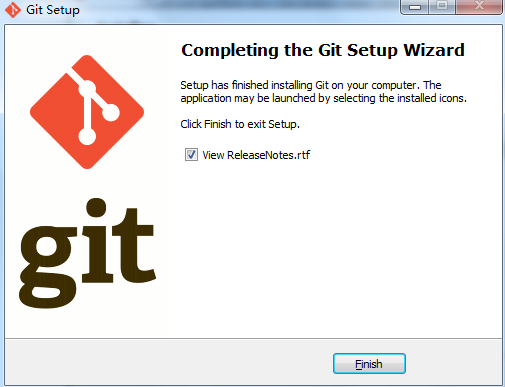 Git Setup
Completing the Git Setup Wizard
Setup has finished installing Git on your computer. The
application may be launched by selecting the installed icons.
Click Finish to exit Setup.
View ReleaseNotes.rtf
git
Finish